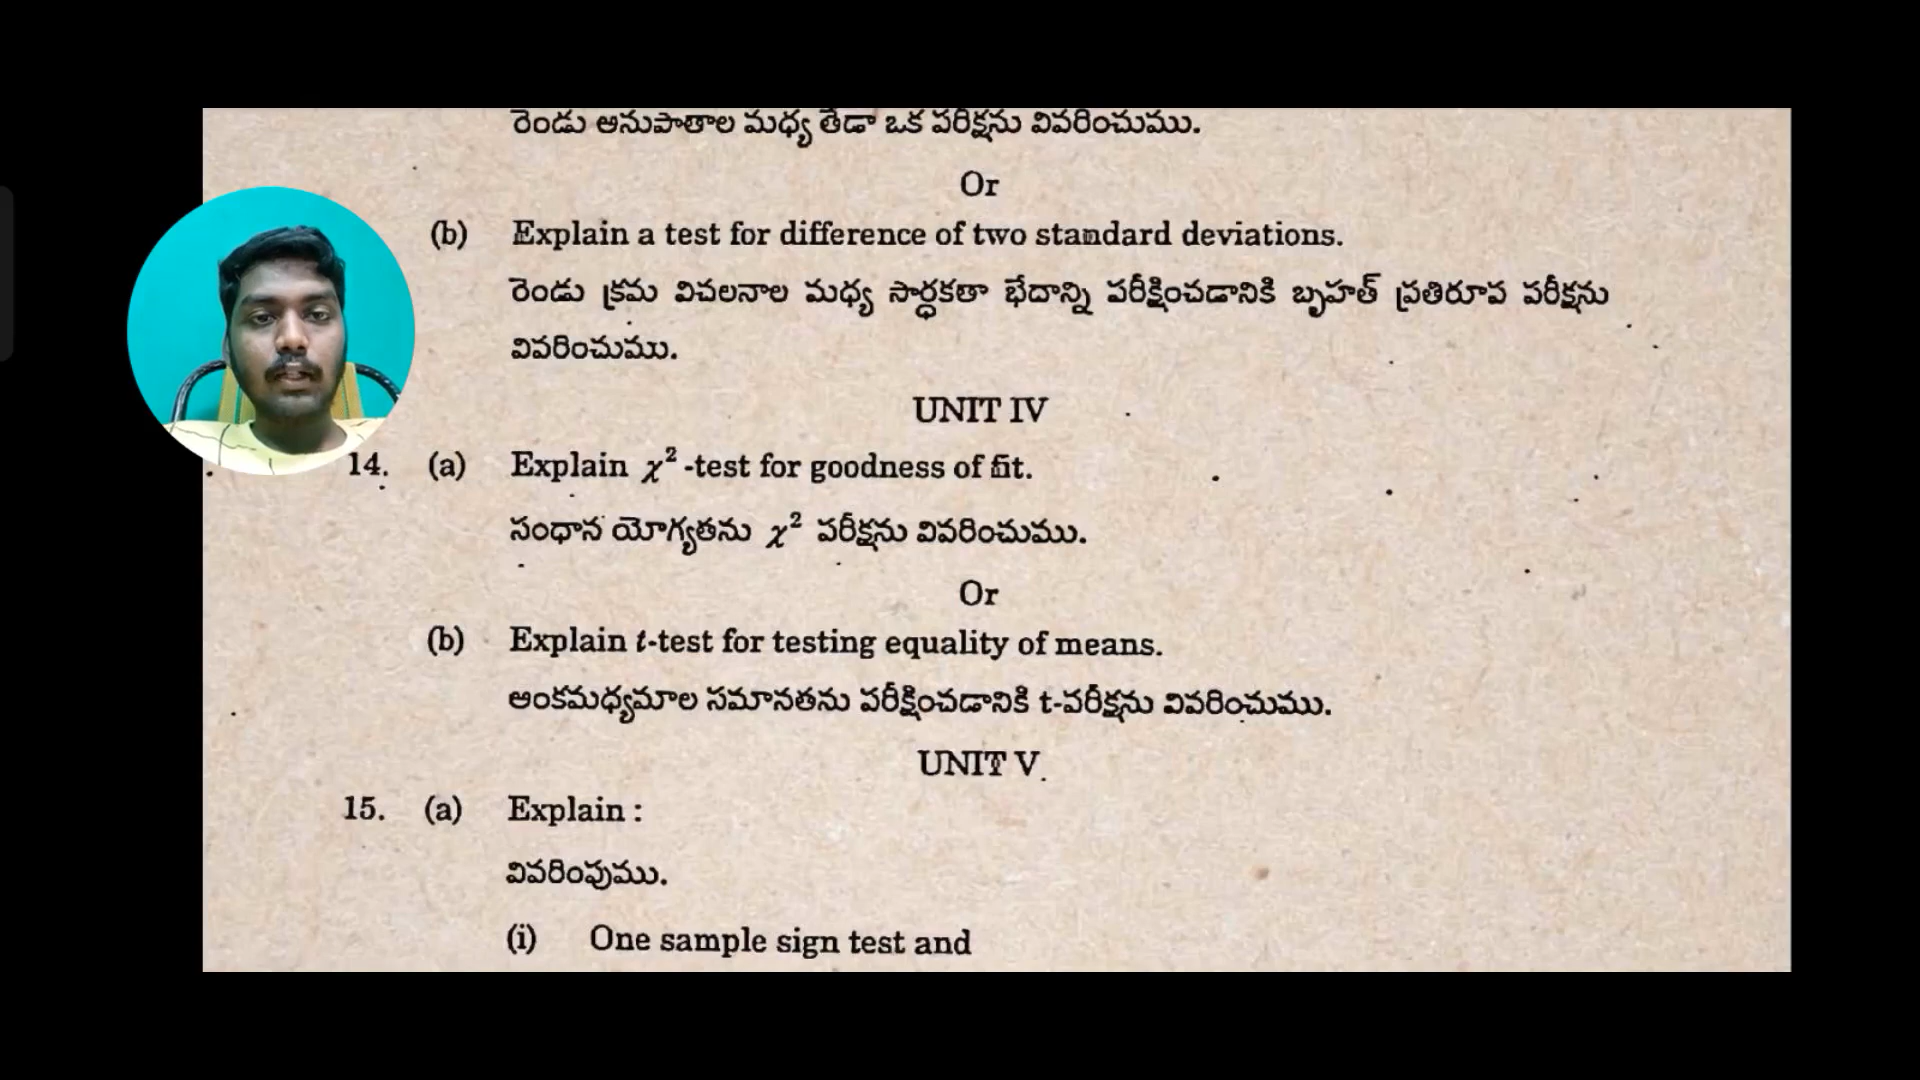 రెండు అనుపాతాల మధ్య తేడా ఒక పరీక్షను వివరించుము.
Or
(b) Explain a test for difference of two standard deviations.
రెండు క్రమ విచలనాల మధ్య సార్థకతా భేదాన్ని పరీక్షించడానికి బృహత్ ప్రతిరూప పరీక్షను
వివరించుము.
UNIT IV
14. (a) Explain χ² -test for goodness of fit.
సంధాన యోగ్యతను χ² పరీక్షను వివరించుము.
Or
(b) Explain t-test for testing equality of means.
అంకమధ్యమాల సమానతను పరీక్షించడానికి t-పరీక్షను వివరించుము.
UNIT V
15. (a) Explain :
వివరింపుము.
(i) One sample sign test and